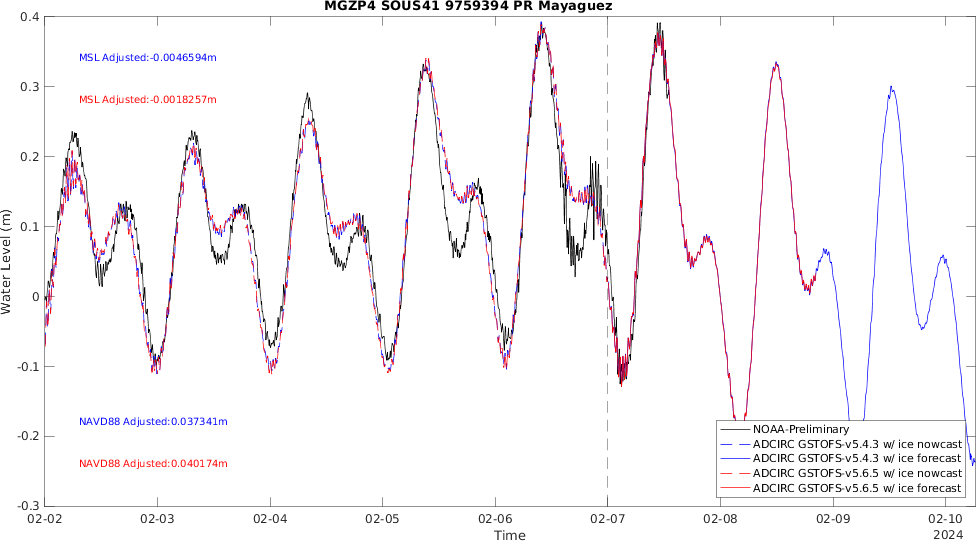 MGZP4 SOUS41 9759394 PR Mayaguez
0.4
0.3
0.2
0.1
0
-0.1
-0.2
-0.3
Water Level (m)
MSL Adjusted:-0.0046594m
MSL Adjusted:-0.0018257m
NAVD88 Adjusted:0.037341m
NAVD88 Adjusted:0.040174m
NOAA-Preliminary
ADCIRC GSTOFS-v5.4.3 w/ ice nowcast
ADCIRC GSTOFS-v5.4.3 w/ ice forecast
ADCIRC GSTOFS-v5.6.5 w/ ice nowcast
ADCIRC GSTOFS-v5.6.5 w/ ice forecast
02-02 02-03 02-04 02-05 02-06 02-07 02-08 02-09 02-10
2024
Time